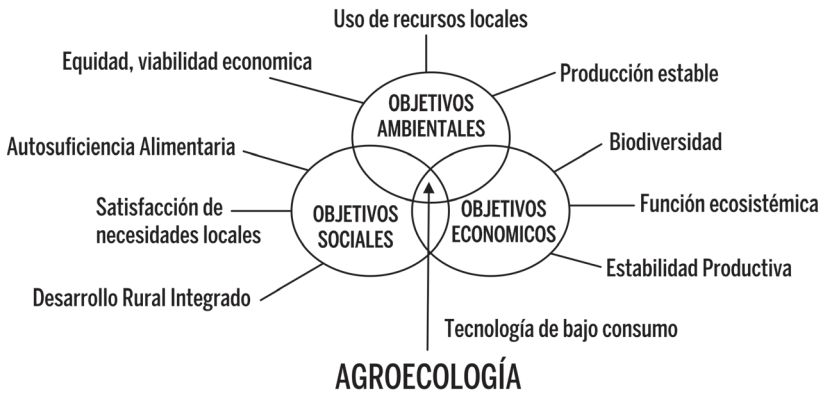 Uso de recursos locales
Equidad, viabilidad economica
Producción estable
OBJETIVOS
AMBIENTALES
Autosuficiencia Alimentaria
Biodiversidad
Satisfacción de
necesidades locales
OBJETIVOS
SOCIALES
OBJETIVOS
ECONOMICOS
Función ecosistémica
Estabilidad Productiva
Desarrollo Rural Integrado
Tecnología de bajo consumo
AGROECOLOGÍA